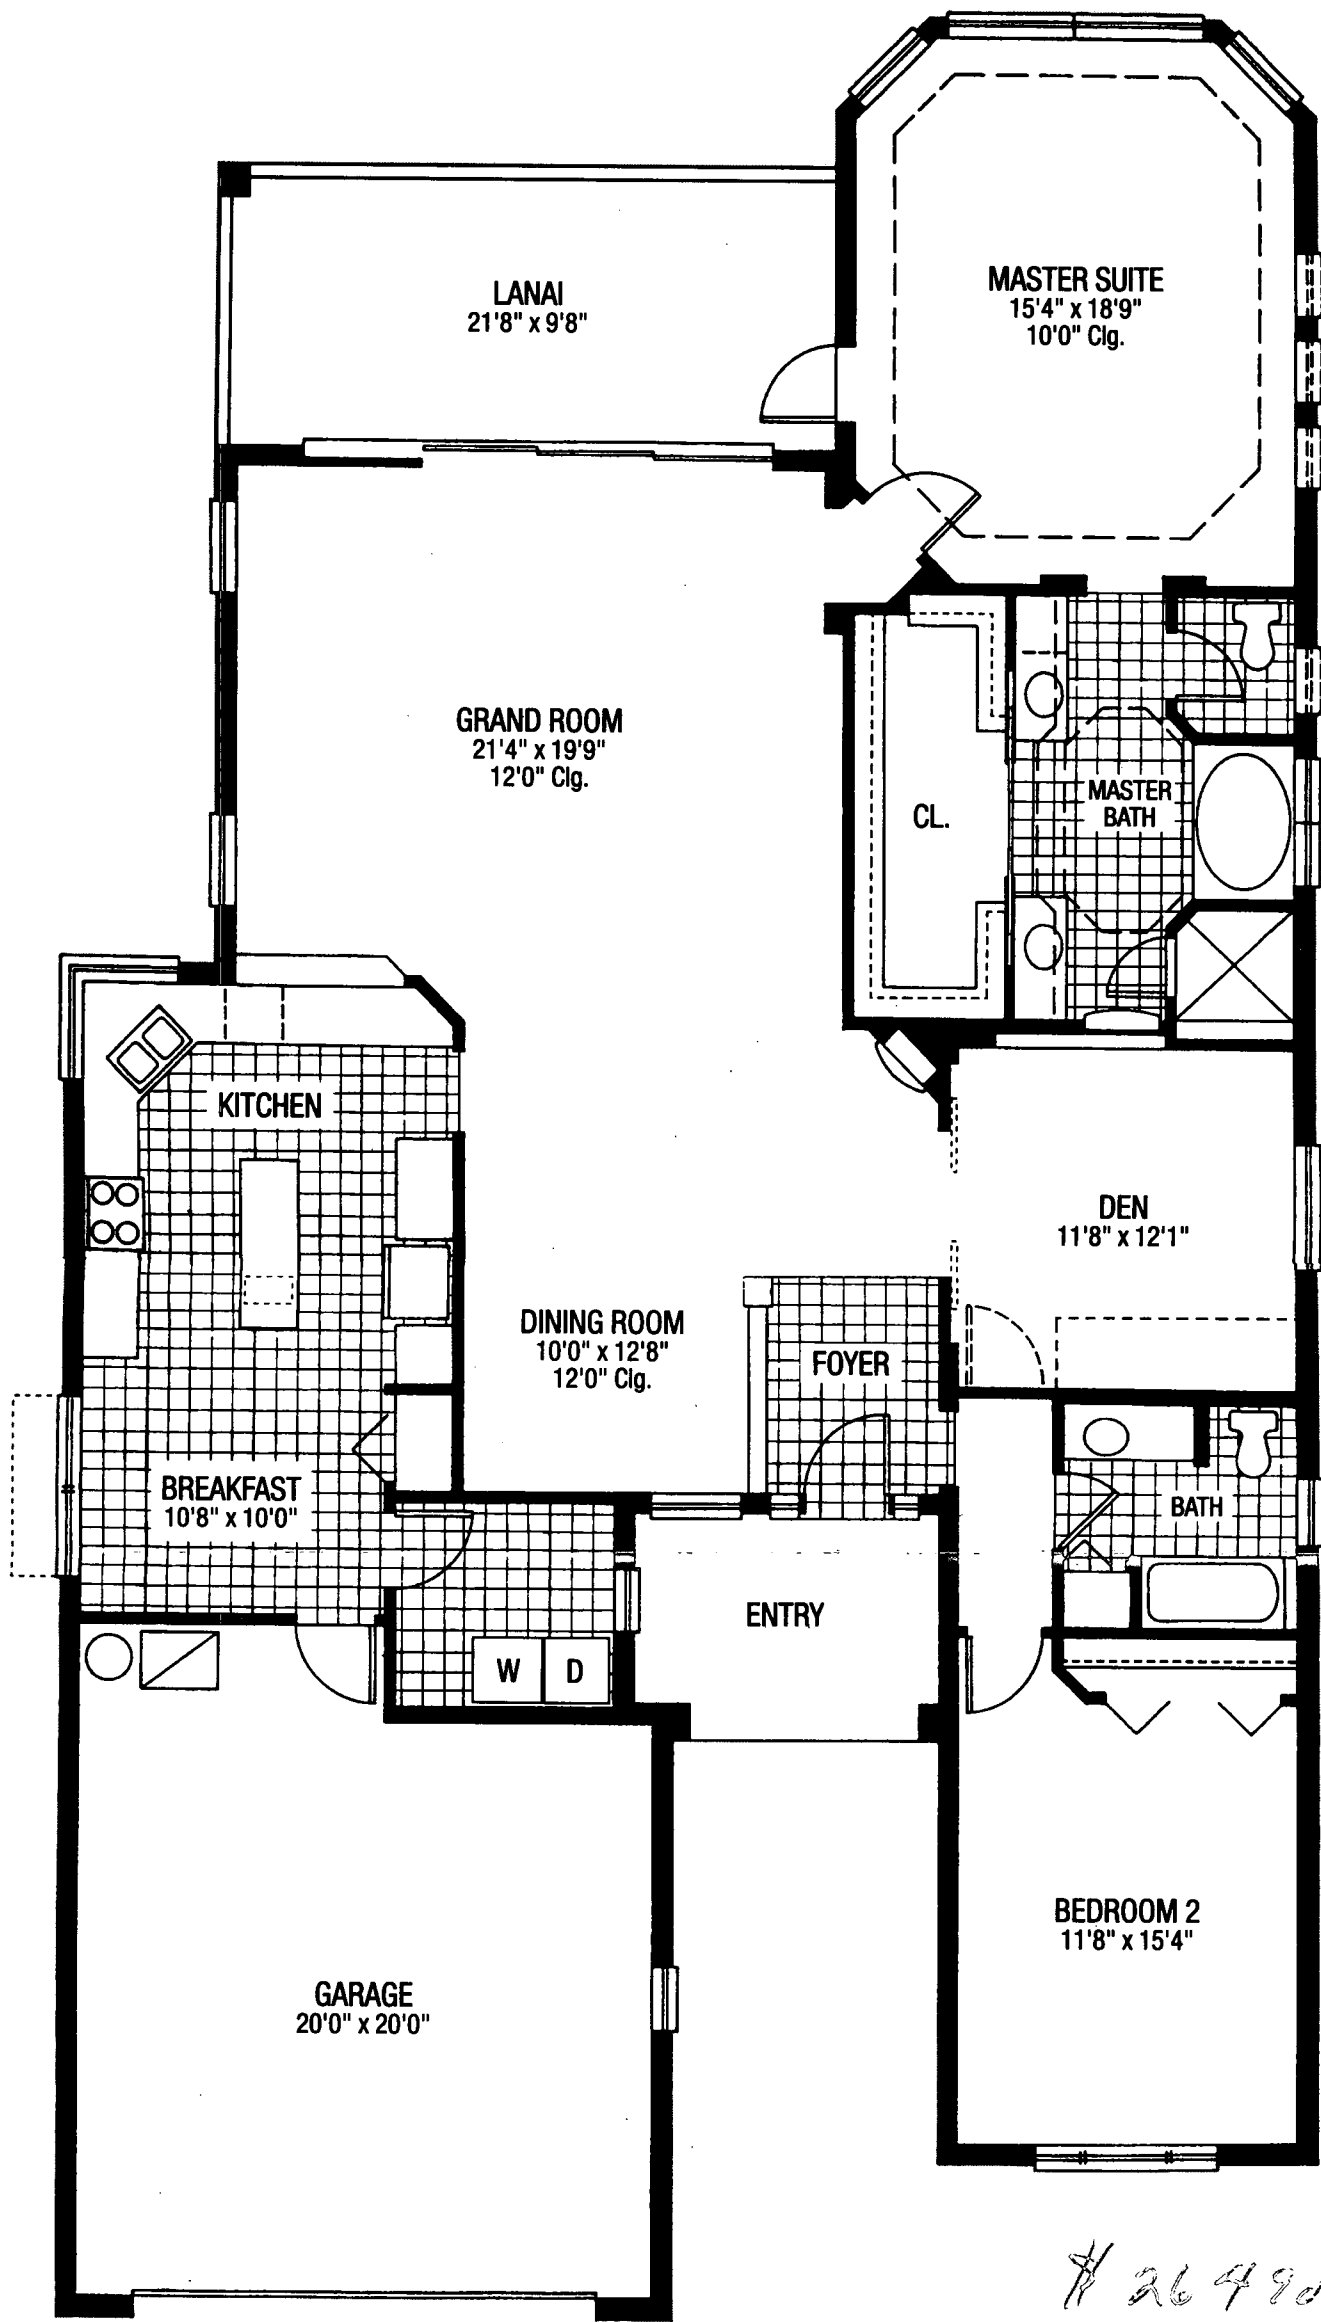 MASTER SUITE
15'4" x 18'9"
10'0" Clg.
LANAI
21'8" x 9'8"
GRAND ROOM
21'4" x 19'9"
12'0" Clg.
CL.
MASTER
BATH
KITCHEN
DEN
11'8" x 12'1"
DINING ROOM
10'0" x 12'8"
12'0" Clg.
FOYER
BREAKFAST
10'8" x 10'0"
BATH
ENTRY
W D
BEDROOM 2
11'8" x 15'4"
GARAGE
20'0" x 20'0"